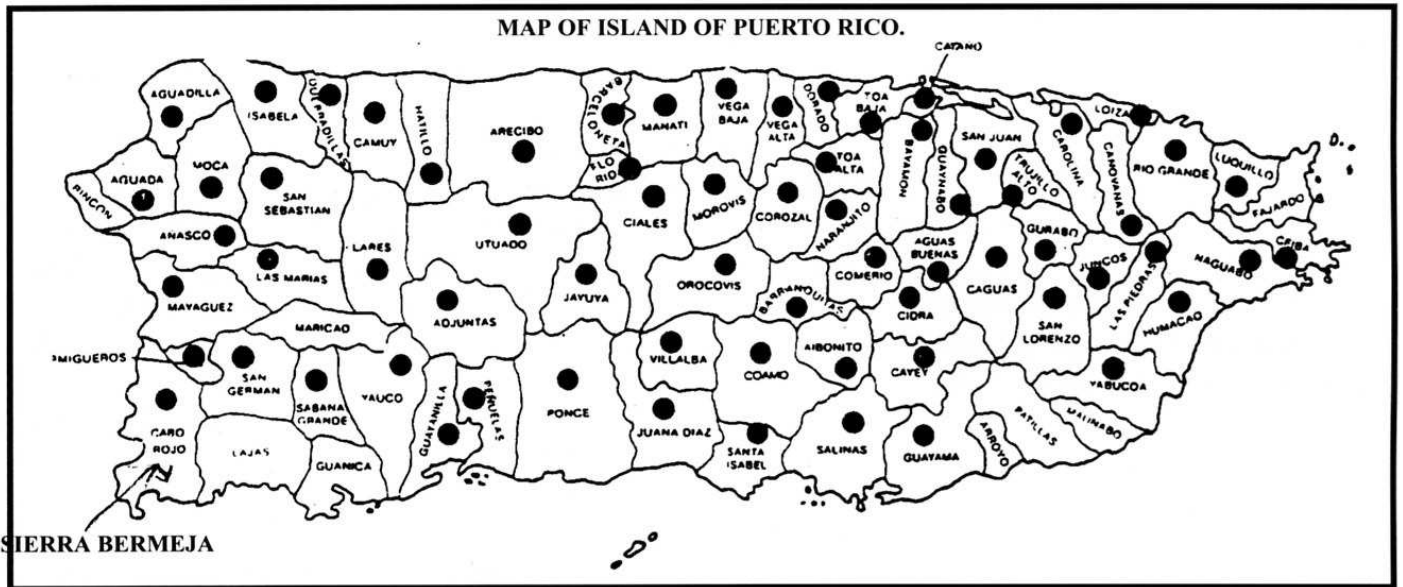 MAP OF ISLAND OF PUERTO RICO.
CATANO
AGUADILLA
ISABELA
QUEBRADILLAS
CAMUY
HATILLO
ARECIBO
BARCELONETA
MANATI
VEGA
BAJA
VEGA
ALTA
DORADO
TOA
BAJA
BAYAMON
GUAYNABO
SAN JUAN
TRUJILLO
ALTO
CAROLINA
LOIZA
CANOVANAS
RIO GRANDE
LUQUILLO
FAJARDO
RINCON
AGUADA
MOCA
SAN
SEBASTIAN
FLO
RIO
CIALES
MOROVIS
COROZAL
TOA
ALTA
NARANJITO
ANASCO
LAS MARIAS
LARES
UTUADO
JAYUYA
OROCOVIS
BARRANQUITAS
COMERIO
AGUAS
BUENAS
CAGUAS
GURABO
JUNCOS
LAS PIEDRAS
NAGUABO
CEIBA
MAYAGUEZ
MARICAO
ADJUNTAS
CIDRA
SAN
LORENZO
HUMACAO
SAN
GERMAN
SABANA
GRANDE
YAUCO
GUAYANILLA
PEÑUELAS
PONCE
VILLALBA
COAMO
AIBONITO
CAYEY
YABUCOA
CABO
ROJO
LAJAS
GUANICA
JUANA DIAZ
SANTA
ISABEL
SALINAS
GUAYAMA
ARROYO
PATILLAS
MALINABO
SIERRA BERMEJA